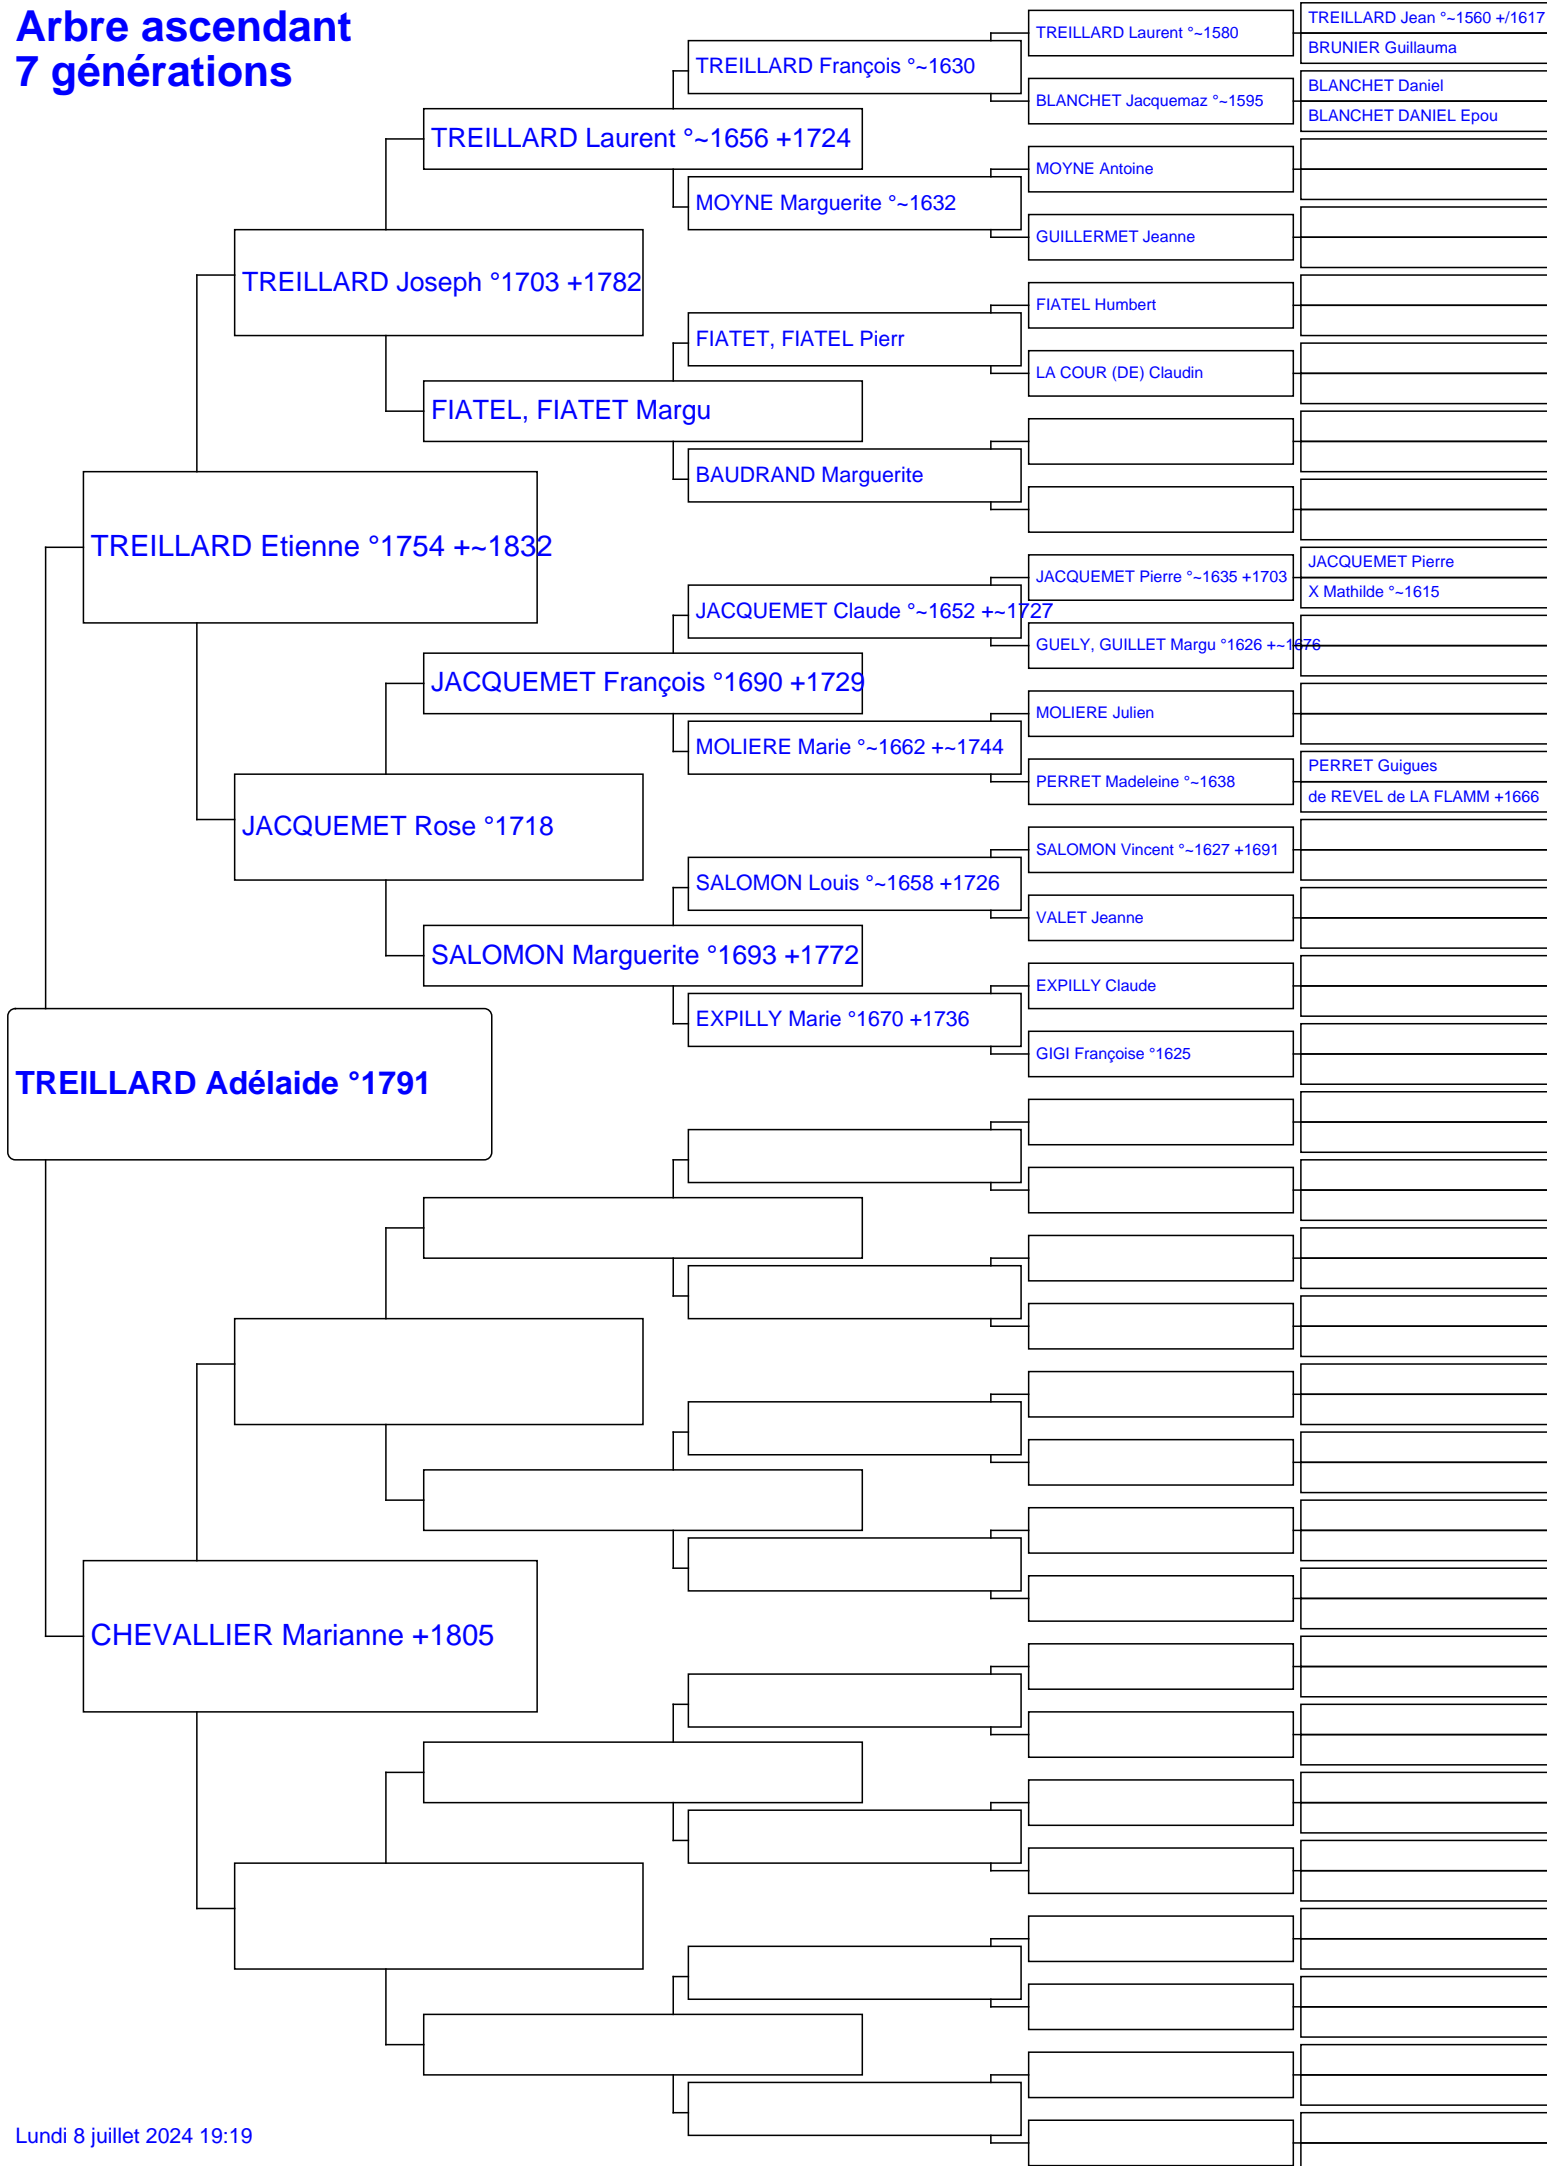 Arbre ascendant
7 générations
TREILLARD Jean °~1560 +/1617
TREILLARD Laurent °~1580
BRUNIER Guillauma
TREILLARD François °~1630
BLANCHET Daniel
BLANCHET Jacquemaz °~1595
BLANCHET DANIEL Epou
TREILLARD Laurent °~1656 +1724
MOYNE Antoine
MOYNE Marguerite °~1632
GUILLERMET Jeanne
TREILLARD Joseph °1703 +1782
FIATEL Humbert
FIATET, FIATEL Pierr
LA COUR (DE) Claudin
FIATEL, FIATET Margu
BAUDRAND Marguerite
TREILLARD Etienne °1754 +~1832
JACQUEMET Pierre
JACQUEMET Pierre °~1635 +1703
X Mathilde °~1615
JACQUEMET Claude °~1652 +~1727
GUELY, GUILLET Margu °1626 +~1676
JACQUEMET François °1690 +1729
MOLIERE Julien
MOLIERE Marie °~1662 +~1744
PERRET Guigues
PERRET Madeleine °~1638
de REVEL de LA FLAMM +1666
JACQUEMET Rose °1718
SALOMON Vincent °~1627 +1691
SALOMON Louis °~1658 +1726
VALET Jeanne
SALOMON Marguerite °1693 +1772
EXPILLY Claude
EXPILLY Marie °1670 +1736
GIGI Françoise °1625
TREILLARD Adélaide °1791
CHEVALLIER Marianne +1805
Lundi 8 juillet 2024 19:19